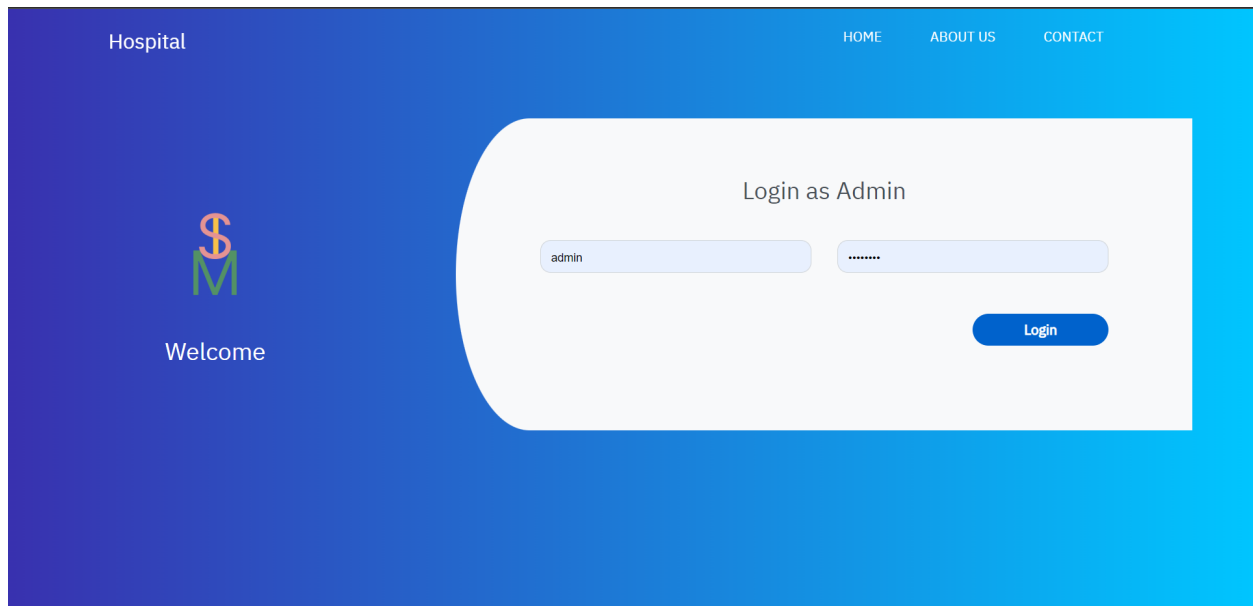 Hospital
HOME ABOUT US CONTACT
Login as Admin
admin
••••••••
Login
$
M
Welcome